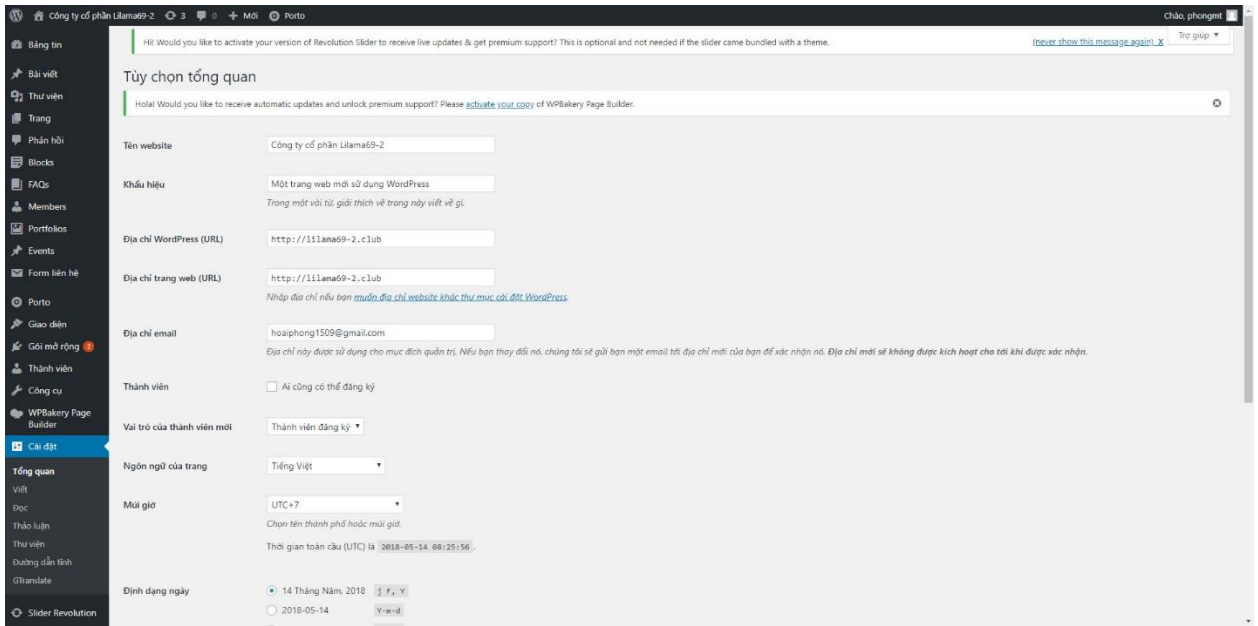 Công ty cổ phần Lilama69-2 3 0 + Mới Porto Chào, phongmt
Bảng tin
Bài viết
Thư viện
Trang
Phản hồi
Blocks
FAQs
Members
Portfolios
Events
Form liên hệ
Porto
Giao diện
Gói mở rộng 2
Thành viên
Công cụ
WPBakery Page
Builder
Cài đặt
Tổng quan
Viết
Đọc
Thảo luận
Thư viện
Đường dẫn tĩnh
GTranslate
Slider Revolution
Hi! Would you like to activate your version of Revolution Slider to receive live updates & get premium support? This is optional and not needed if the slider came bundled with a theme. (never show this message again) X
Trợ giúp ▼
Tùy chọn tổng quan
Hola! Would you like to receive automatic updates and unlock premium support? Please activate your copy of WPBakery Page Builder.
Tên website Công ty cổ phần Lilama69-2
Khẩu hiệu Một trang web mới sử dụng WordPress
Trong một vài từ, giải thích về trang này viết về gì.
Địa chỉ WordPress (URL) http://lilama69-2.club
Địa chỉ trang web (URL) http://lilama69-2.club
Nhập địa chỉ nếu bạn muốn địa chỉ website khác thư mục cài đặt WordPress.
Địa chỉ email hoaiphong1509@gmail.com
Địa chỉ này được sử dụng cho mục đích quản trị. Nếu bạn thay đổi nó, chúng tôi sẽ gửi bạn một email tới địa chỉ mới của bạn để xác nhận nó. Địa chỉ mới sẽ không được kích hoạt cho tới khi được xác nhận.
Thành viên Ai cũng có thể đăng ký
Vai trò của thành viên mới Thành viên đăng ký ▼
Ngôn ngữ của trang Tiếng Việt ▼
Múi giờ UTC+7 ▼
Chọn tên thành phố hoặc múi giờ.
Thời gian toàn cầu (UTC) là 2018-05-14 08:25:56 .
Định dạng ngày 14 Tháng Năm, 2018 j F, Y
2018-05-14 Y-m-d